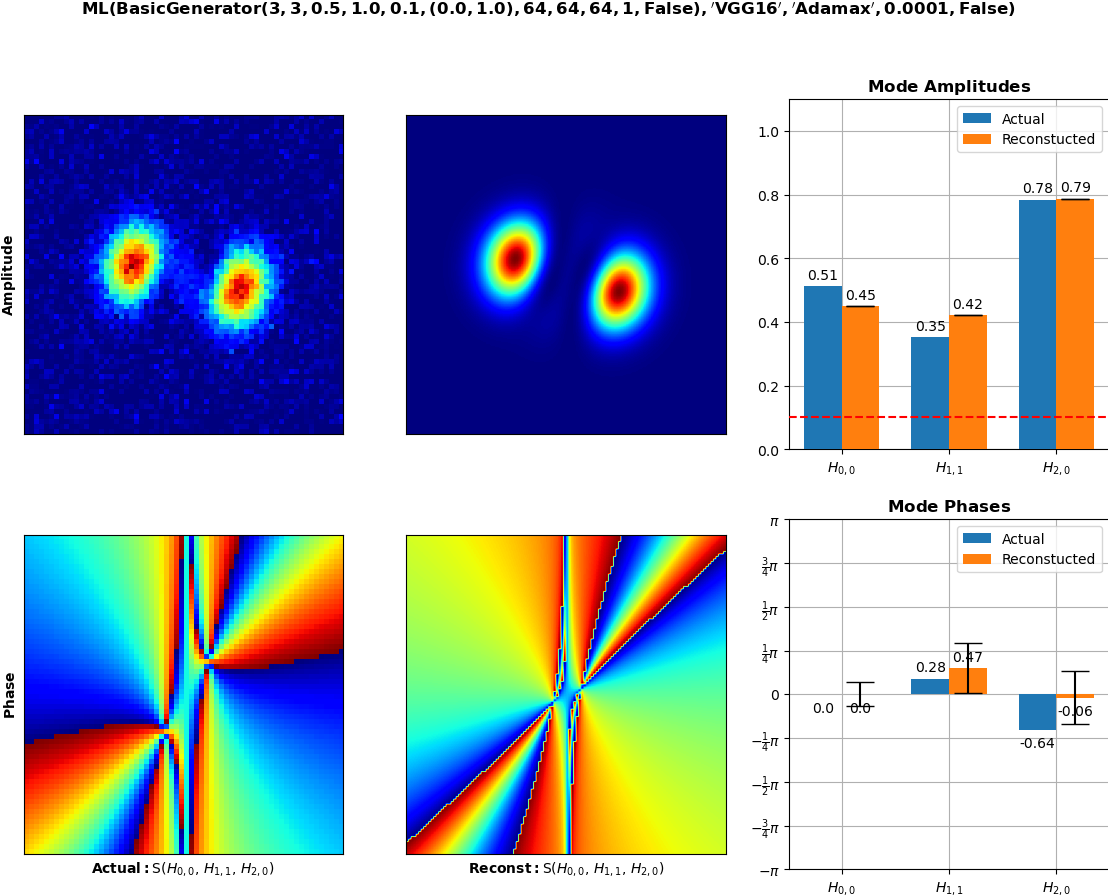 ML(BasicGenerator(3, 3, 0.5, 1.0, 0.1, (0.0, 1.0), 64, 64, 64, 1, False), ′VGG16′, ′Adamax′, 0.0001, False)
Amplitude
Mode Amplitudes
Actual
Reconstucted
1.0
0.8
0.6
0.4
0.2
0.0
0.51
0.45
0.35
0.42
0.78
0.79
H0,0
H1,1
H2,0
Phase
Actual: S(H0,0, H1,1, H2,0)
Reconst: S(H0,0, H1,1, H2,0)
Mode Phases
Actual
Reconstucted
π
3/4π
1/2π
1/4π
0
−1/4π
−1/2π
−3/4π
−π
0.0
0.0
0.28
0.47
-0.64
-0.06
H0,0
H1,1
H2,0